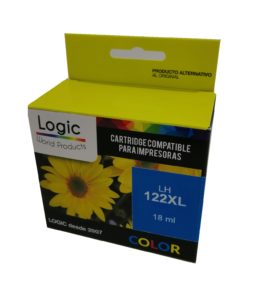 PRODUCTO ALTERNATIVO
AL ORIGINAL
Logic
World Products
CARTRIDGE COMPATIBLE
PARA IMPRESORAS
LH
122XL
18 ml
LOGIC desde 2007
COLOR